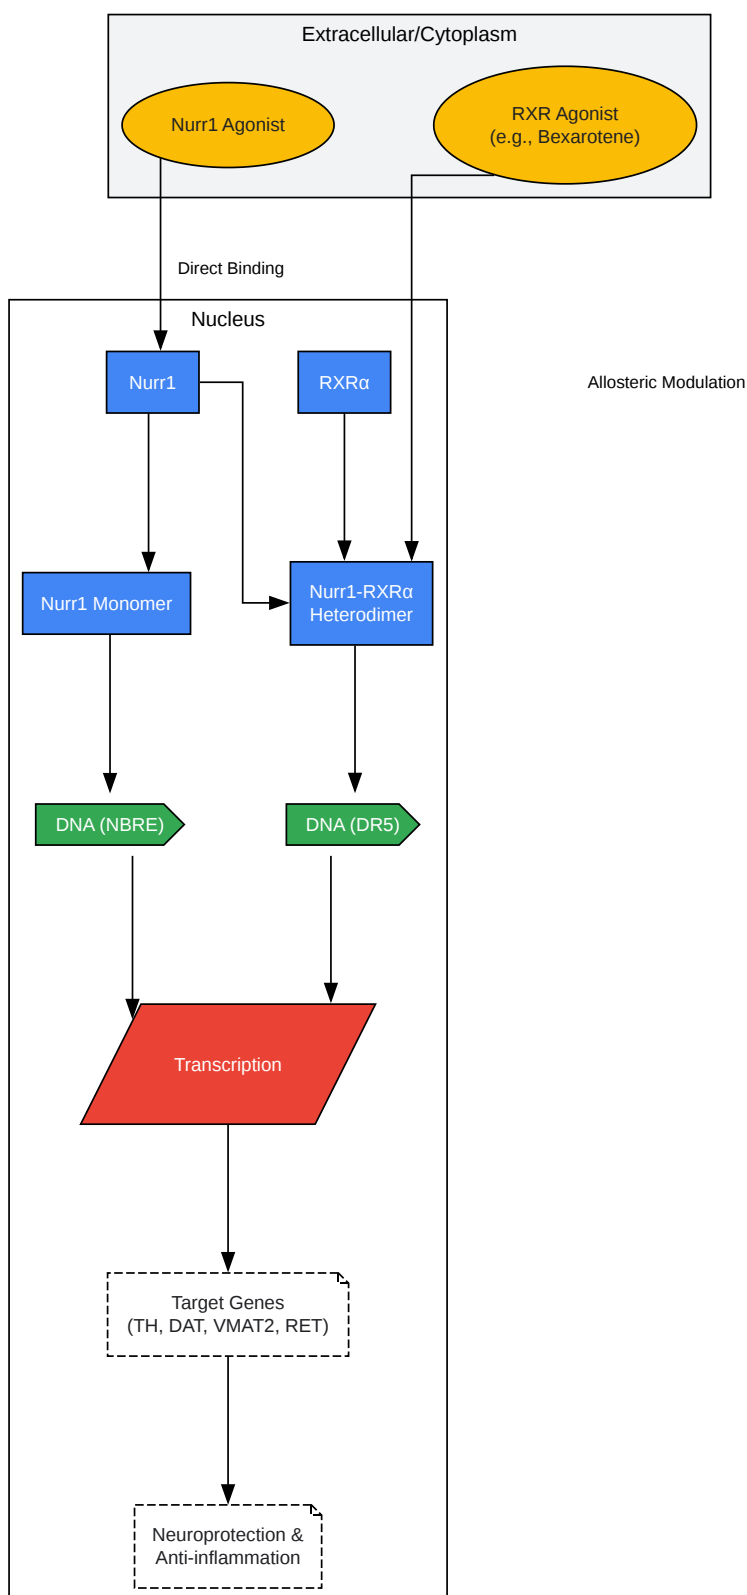 Extracellular/Cytoplasm
Nurr1 Agonist
RXR Agonist
(e.g., Bexarotene)
Direct Binding
Nucleus
Nurr1
RXRα
Allosteric Modulation
Nurr1 Monomer
Nurr1-RXRα
Heterodimer
DNA (NBRE)
DNA (DR5)
Transcription
Target Genes
(TH, DAT, VMAT2, RET)
Neuroprotection &
Anti-inflammation